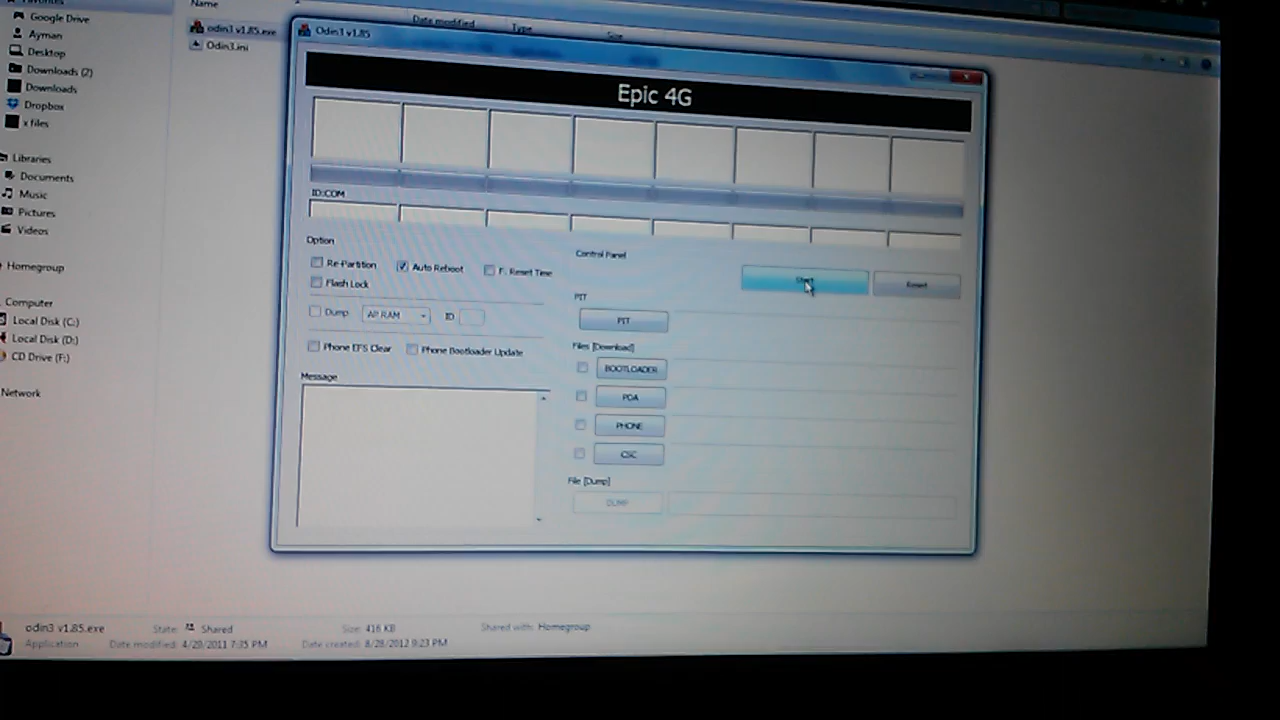 Favorites
Google Drive
Ayman
Desktop
Downloads (2)
Downloads
Dropbox
x files
Libraries
Documents
Music
Pictures
Videos
Homegroup
Computer
Local Disk (C:)
Local Disk (D:)
CD Drive (F:)
Network
Name
Date modified
Type
Size
odin3 v1.85.exe
Odin3.ini
Odin3 v1.85
Epic 4G
ID:COM
Option
Re-Partition
Auto Reboot
F. Reset Time
Flash Lock
Dump
AP RAM
ID
Phone EFS Clear
Phone Bootloader Update
Message
Control Panel
Start
Reset
PIT
PIT
Files [Download]
BOOTLOADER
PDA
PHONE
CSC
File [Dump]
DUMP
odin3 v1.85.exe
State: Shared
Size: 416 KB
Shared with: Homegroup
Application
Date modified: 4/20/2011 7:35 PM
Date created: 8/28/2012 9:23 PM